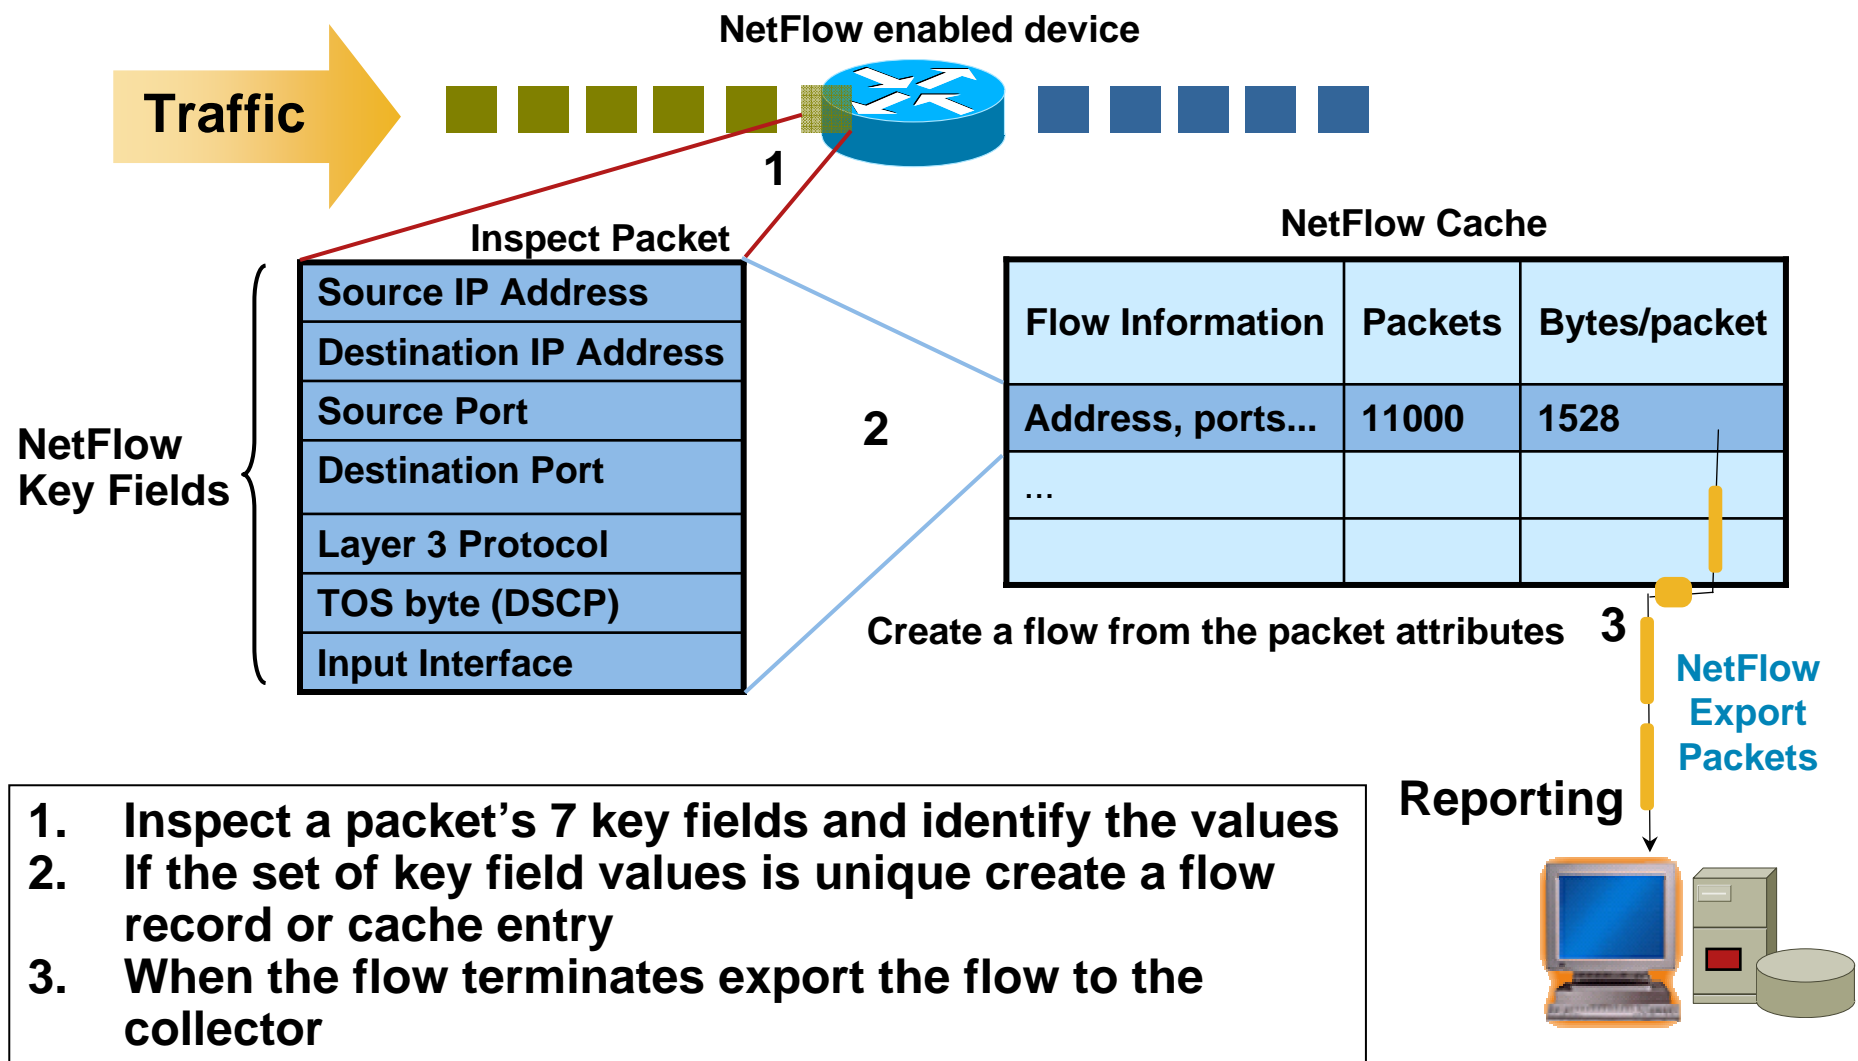 NetFlow enabled device
Traffic
1
Inspect Packet
NetFlow Cache
NetFlow
Key Fields
Source IP Address
Destination IP Address
Source Port
Destination Port
Layer 3 Protocol
TOS byte (DSCP)
Input Interface
2
Flow Information Packets Bytes/packet
Address, ports... 11000 1528
...
Create a flow from the packet attributes
3
NetFlow
Export
Packets
Reporting
1. Inspect a packet’s 7 key fields and identify the values
2. If the set of key field values is unique create a flow
record or cache entry
3. When the flow terminates export the flow to the
collector